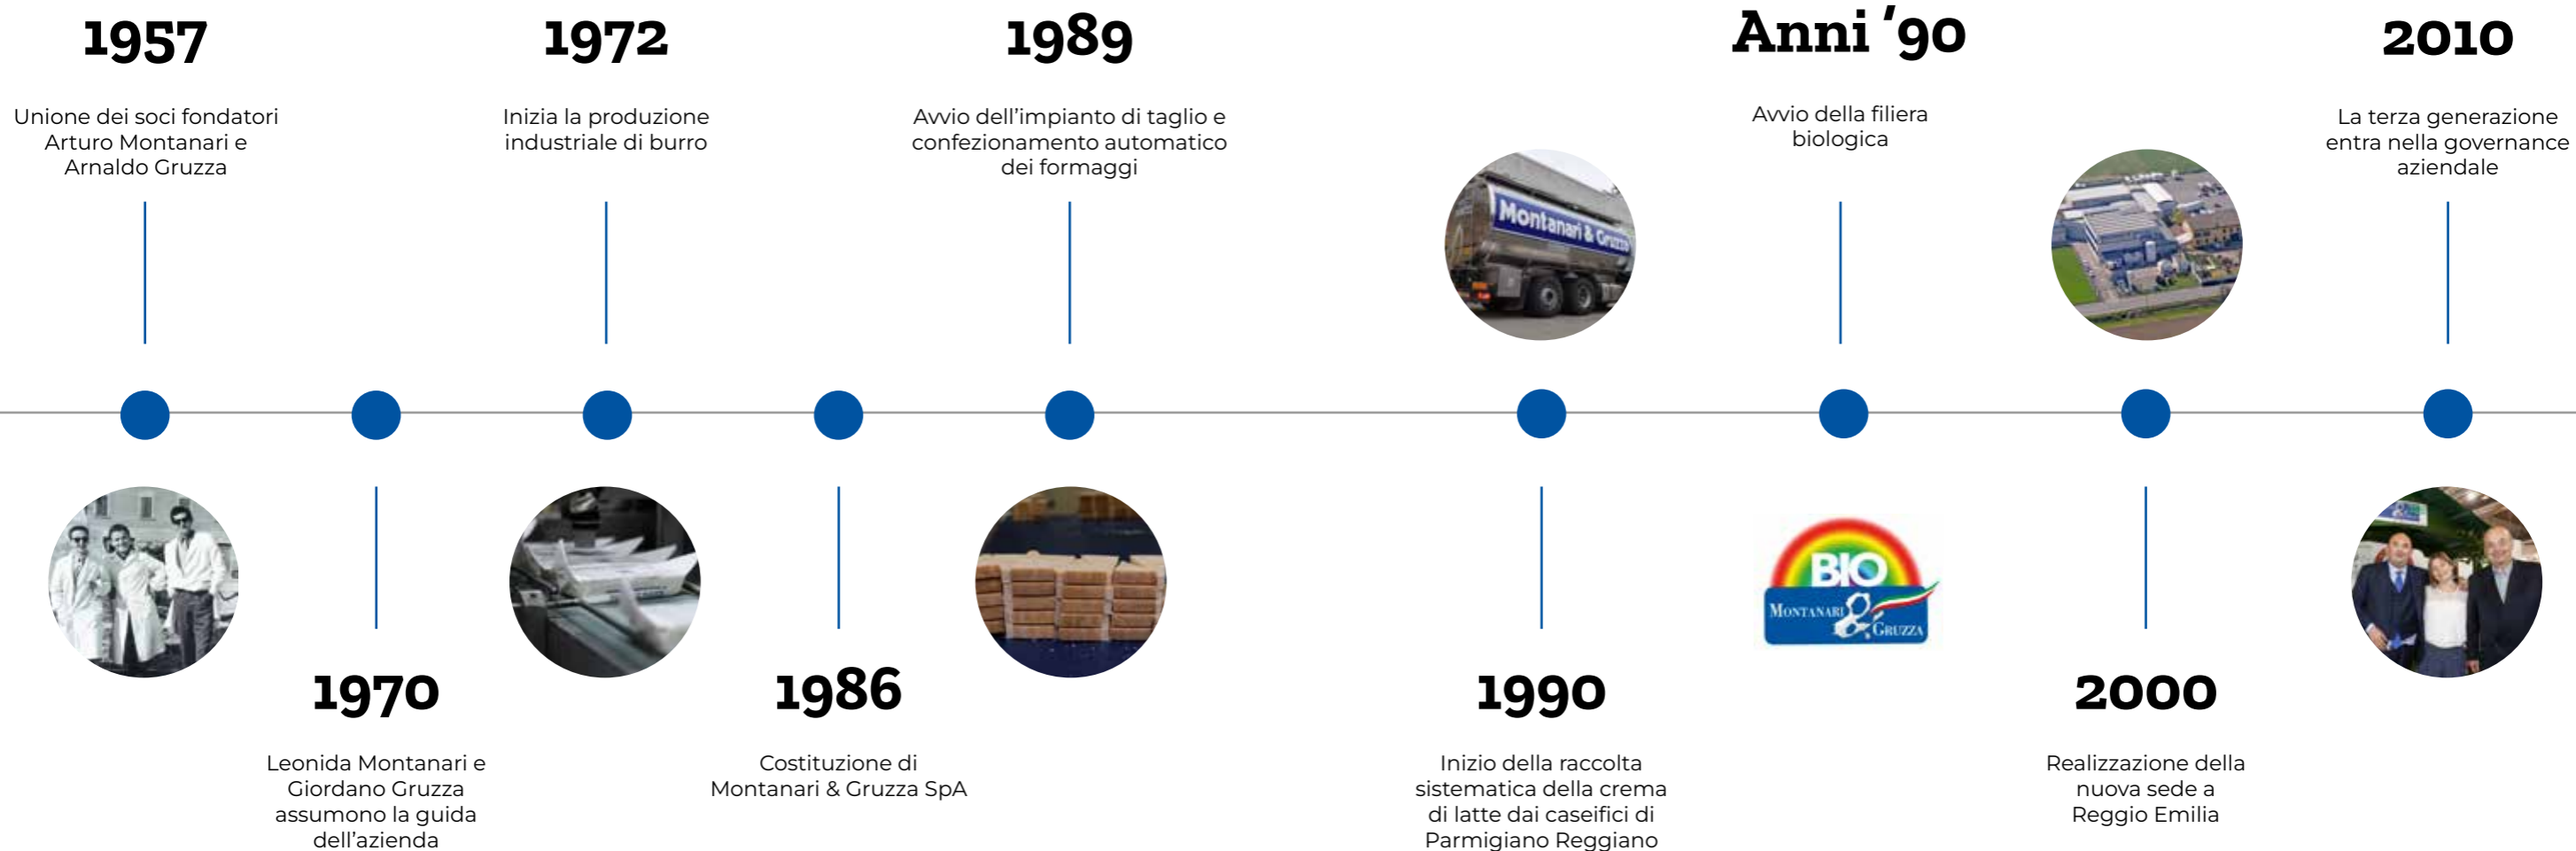 1957
Unione dei soci fondatori
Arturo Montanari e
Arnaldo Gruzza
1970
Leonida Montanari e
Giordano Gruzza
assumono la guida
dell’azienda
1972
Inizia la produzione
industriale di burro
1986
Costituzione di
Montanari & Gruzza SpA
1989
Avvio dell’impianto di taglio e
confezionamento automatico
dei formaggi
Montanari & Gruzza
1990
Inizio della raccolta
sistematica della crema
di latte dai caseifici di
Parmigiano Reggiano
Anni ‘90
Avvio della filiera
biologica
BIO
MONTANARI &
GRUZZA
2000
Realizzazione della
nuova sede a
Reggio Emilia
2010
La terza generazione
entra nella governance
aziendale